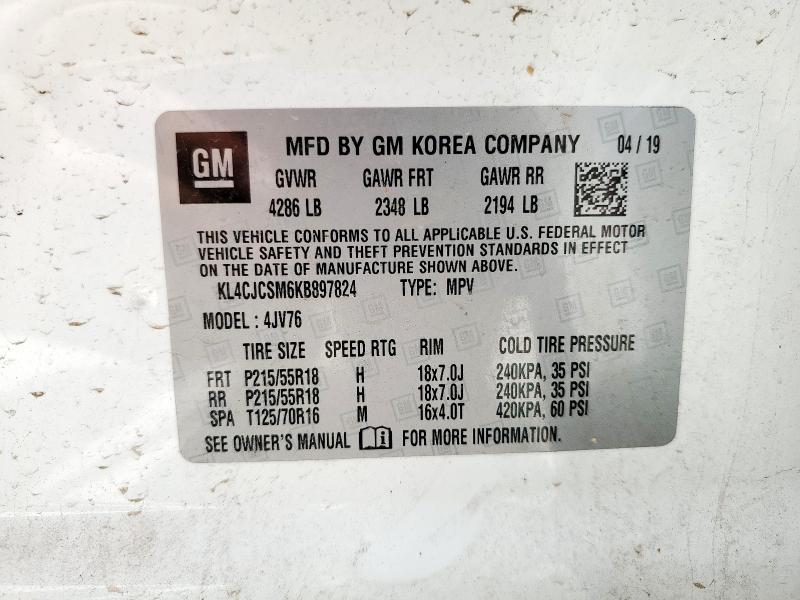 GM
MFD BY GM KOREA COMPANY 04 / 19
GVWR GAWR FRT GAWR RR
4286 LB 2348 LB 2194 LB
THIS VEHICLE CONFORMS TO ALL APPLICABLE U.S. FEDERAL MOTOR
VEHICLE SAFETY AND THEFT PREVENTION STANDARDS IN EFFECT
ON THE DATE OF MANUFACTURE SHOWN ABOVE.
KL4CJCSM6KB897824 TYPE: MPV
MODEL : 4JV76
TIRE SIZE SPEED RTG RIM COLD TIRE PRESSURE
FRT P215/55R18 H 18x7.0J 240KPA, 35 PSI
RR P215/55R18 H 18x7.0J 240KPA, 35 PSI
SPA T125/70R16 M 16x4.0T 420KPA, 60 PSI
SEE OWNER'S MANUAL FOR MORE INFORMATION.